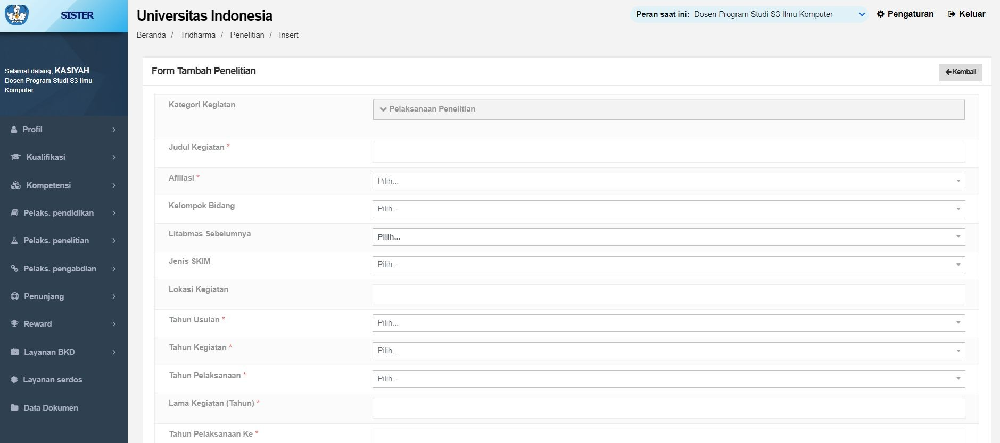 SISTER
Universitas Indonesia
Peran saat ini: Dosen Program Studi S3 Ilmu Komputer
Pengaturan
Keluar
Beranda / Tridharma / Penelitian / Insert
Selamat datang, KASIYAH
Dosen Program Studi S3 Ilmu
Komputer
Profil
Kualifikasi
Kompetensi
Pelaks. pendidikan
Pelaks. penelitian
Pelaks. pengabdian
Penunjang
Reward
Layanan BKD
Layanan serdos
Data Dokumen
Form Tambah Penelitian
Kembali
Kategori Kegiatan
Pelaksanaan Penelitian
Judul Kegiatan *
Afiliasi *
Pilih...
Kelompok Bidang
Pilih...
Litabmas Sebelumnya
Pilih...
Jenis SKIM
Pilih...
Lokasi Kegiatan
Tahun Usulan *
Pilih...
Tahun Kegiatan *
Pilih...
Tahun Pelaksanaan *
Pilih...
Lama Kegiatan (Tahun) *
Tahun Pelaksanaan Ke *